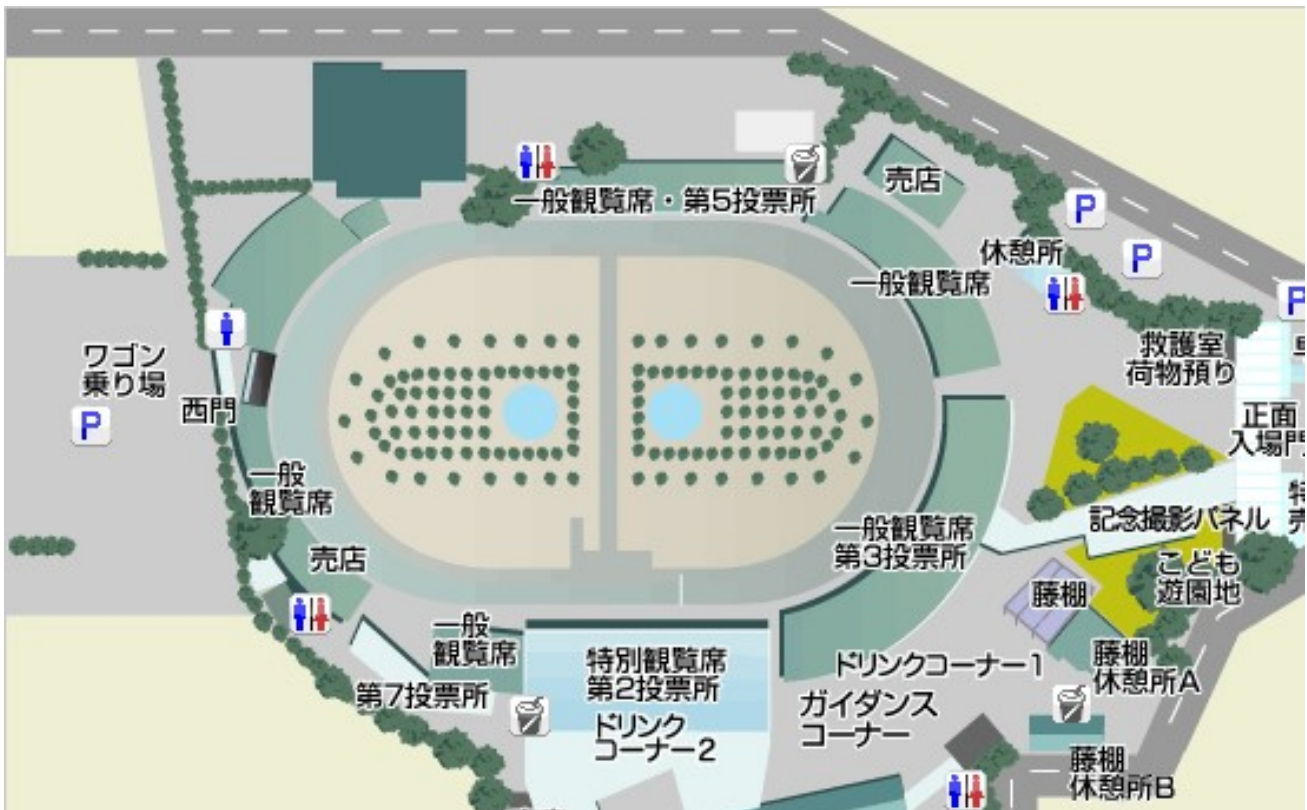 売店
一般観覧席・第5投票所
P
休憩所
P
一般観覧席
P
ワゴン
乗り場
救護室
荷物預り
西門
P
正面
入場門
一般
観覧席
記念撮影パネル
一般観覧席
第3投票所
売店
こども
遊園地
藤棚
一般
観覧席
特別観覧席
第2投票所
ドリンクコーナー1
藤棚
休憩所A
第7投票所
ガイダンス
コーナー
ドリンク
コーナー2
藤棚
休憩所B